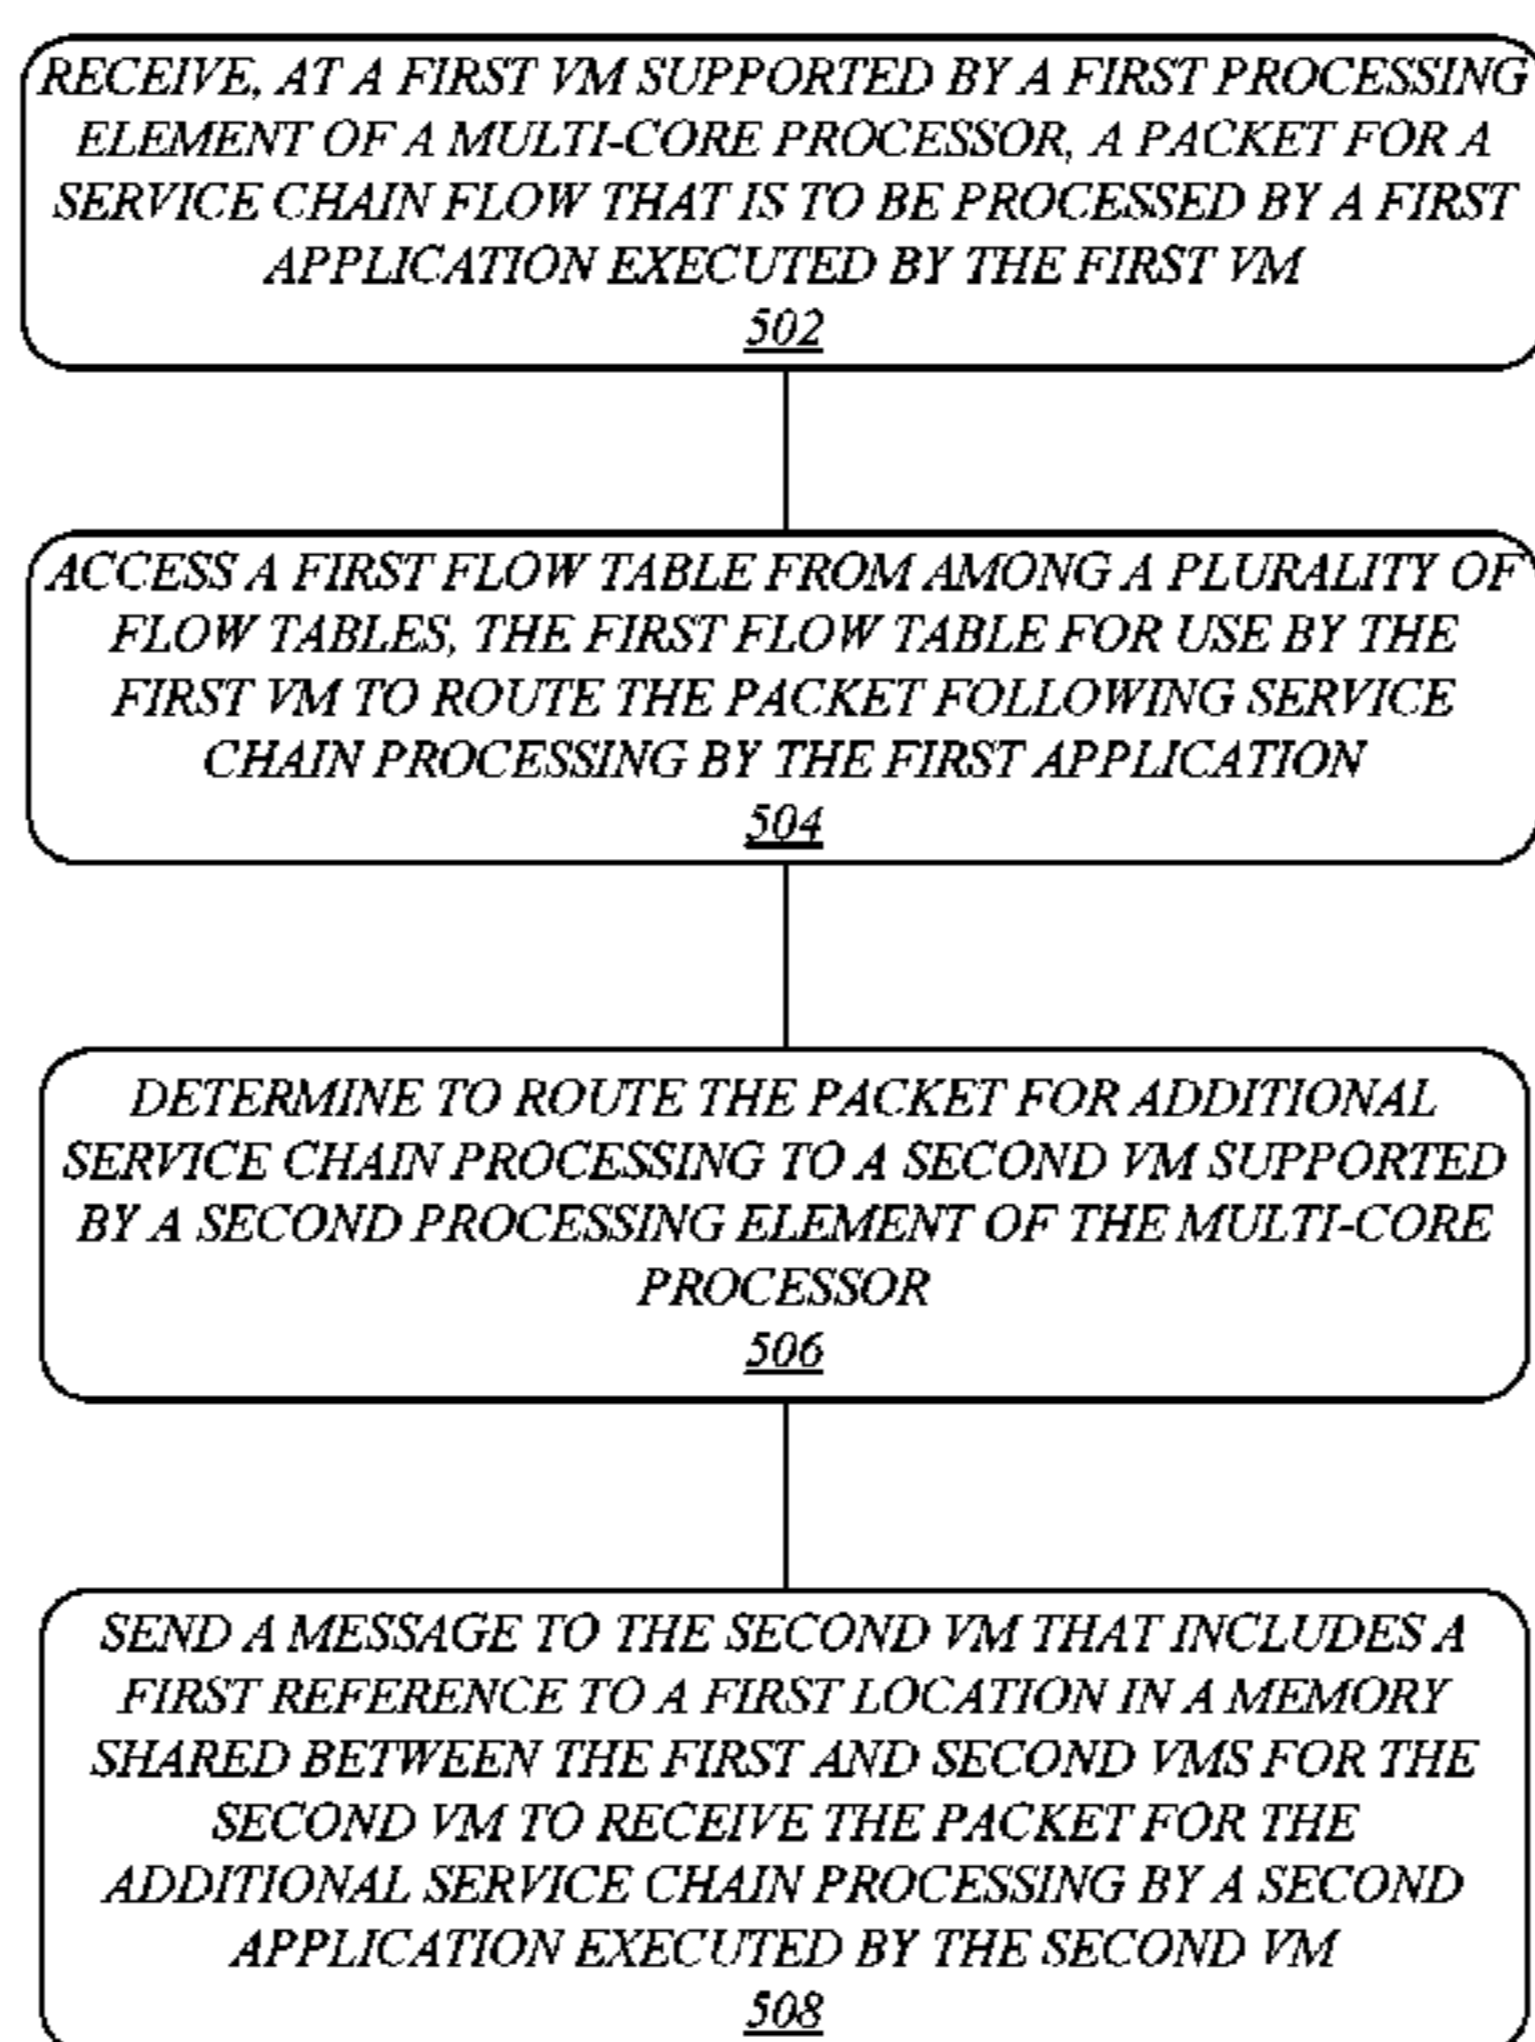 RECEIVE, AT A FIRST VM SUPPORTED BY A FIRST PROCESSING
ELEMENT OF A MULTI-CORE PROCESSOR, A PACKET FOR A
SERVICE CHAIN FLOW THAT IS TO BE PROCESSED BY A FIRST
APPLICATION EXECUTED BY THE FIRST VM
502
ACCESS A FIRST FLOW TABLE FROM AMONG A PLURALITY OF
FLOW TABLES, THE FIRST FLOW TABLE FOR USE BY THE
FIRST VM TO ROUTE THE PACKET FOLLOWING SERVICE
CHAIN PROCESSING BY THE FIRST APPLICATION
504
DETERMINE TO ROUTE THE PACKET FOR ADDITIONAL
SERVICE CHAIN PROCESSING TO A SECOND VM SUPPORTED
BY A SECOND PROCESSING ELEMENT OF THE MULTI-CORE
PROCESSOR
506
SEND A MESSAGE TO THE SECOND VM THAT INCLUDES A
FIRST REFERENCE TO A FIRST LOCATION IN A MEMORY
SHARED BETWEEN THE FIRST AND SECOND VMS FOR THE
SECOND VM TO RECEIVE THE PACKET FOR THE
ADDITIONAL SERVICE CHAIN PROCESSING BY A SECOND
APPLICATION EXECUTED BY THE SECOND VM
508